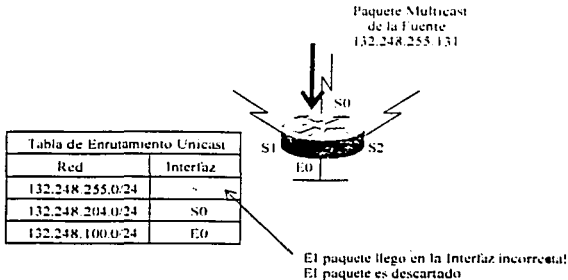 Paquete Multicast
de la Fuente
132.248.255.131
S0
S1
S2
E0
Tabla de Enrutamiento Unicast
Red Interfaz
132.248.255.0/24
132.248.204.0/24 S0
132.248.100.0/24 E0
El paquete llego en la Interfaz incorrecta!
El paquete es descartado